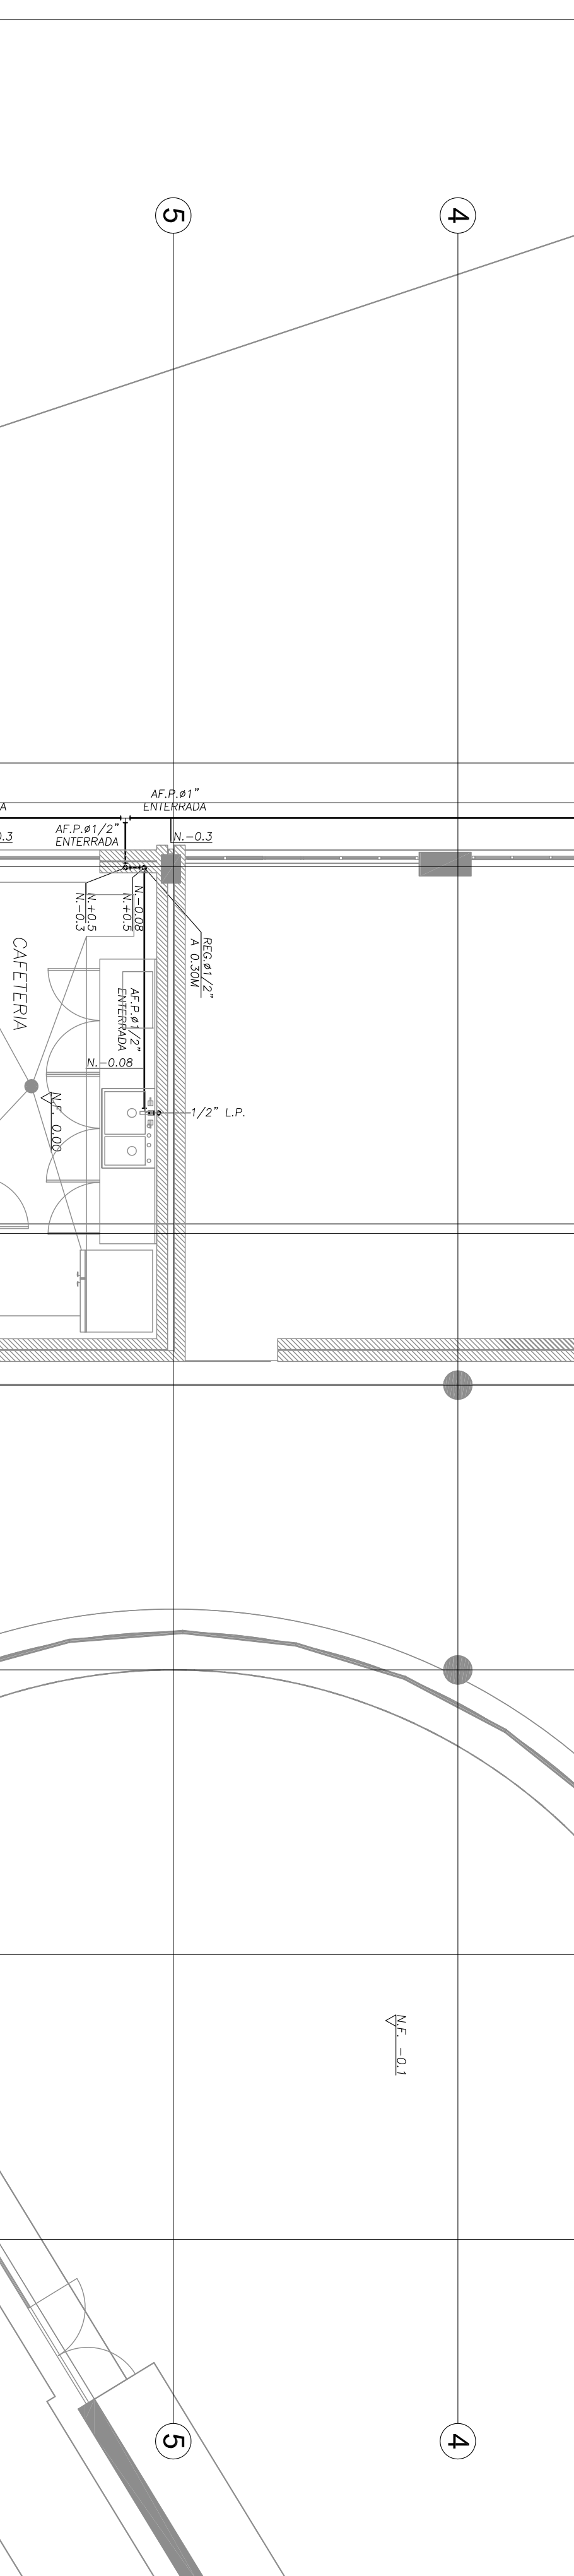 5
4
AF.P.ø1"
ENTERRADA
AF.P.ø1/2"
ENTERRADA
N.-0.3
N.+0.5
N.-0.3
N.-0.08
N.+0.5
REG.ø1/2"
A 0.30M
CAFETERIA
AF.P.ø1/2"
ENTERRADA
N.-0.08
N.F. 0.00
1/2" L.P.
N.F. -0.1
5
4